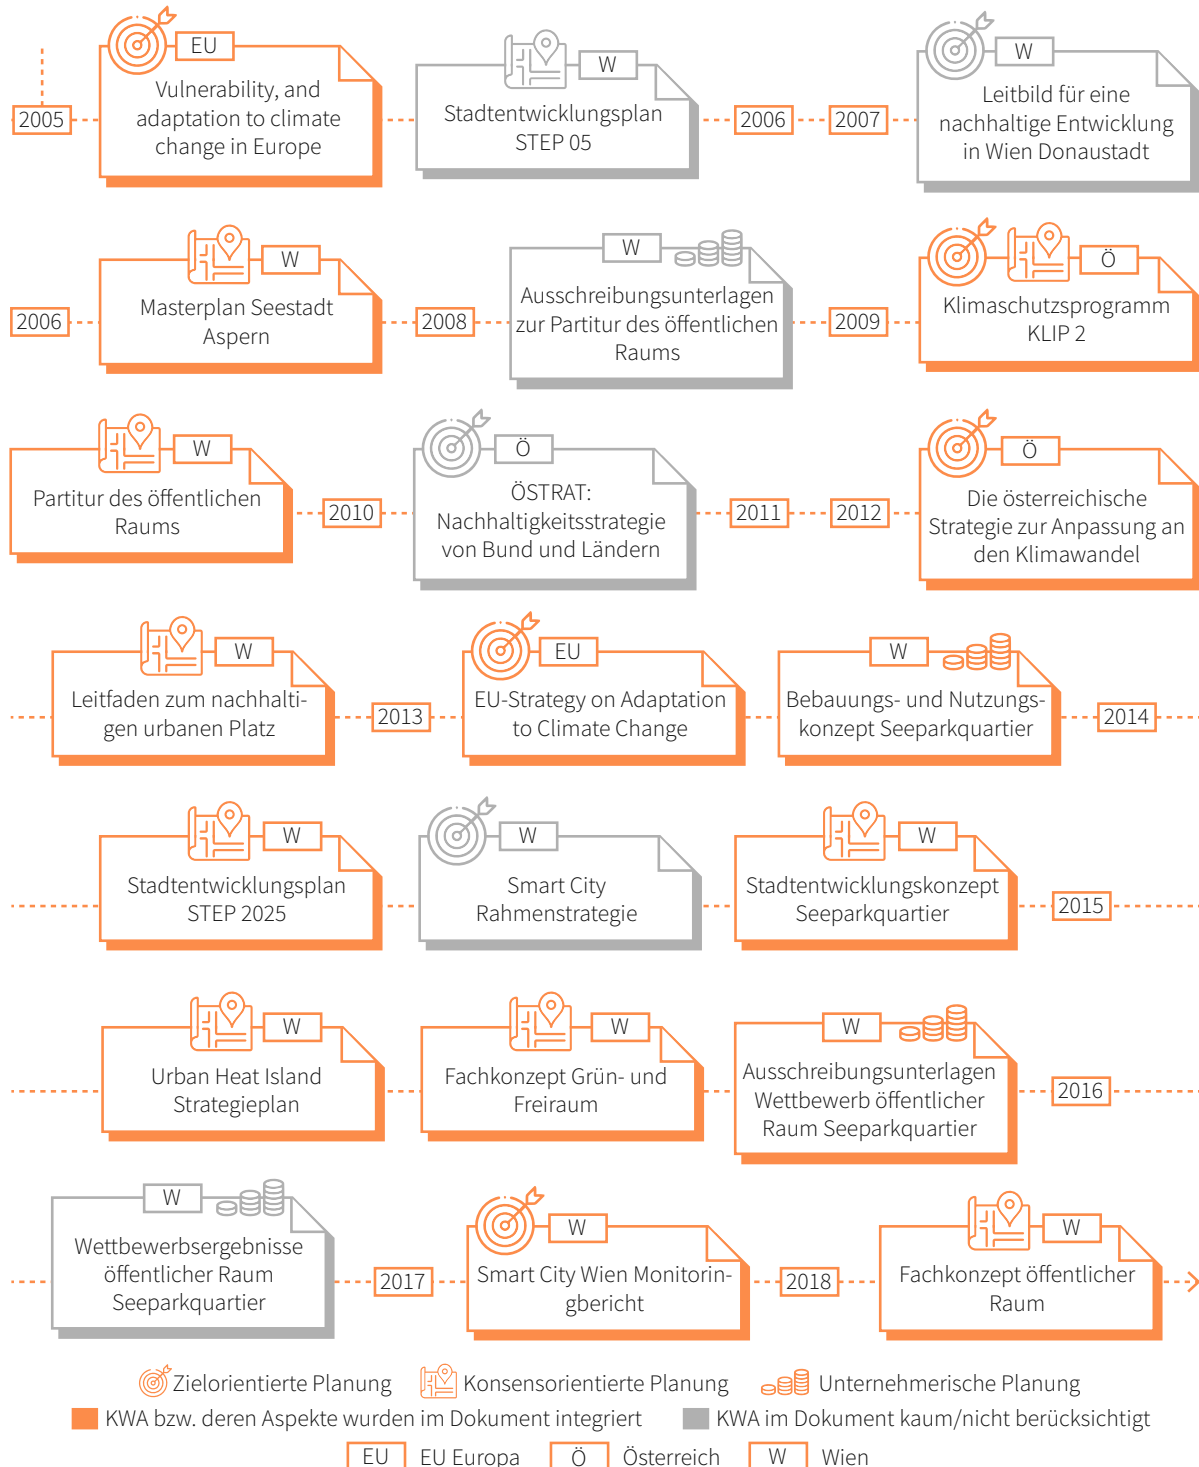 EU
Vulnerability, and
adaptation to climate
change in Europe
2005
W
Stadtentwicklungsplan
STEP 05
2006
2007
W
Leitbild für eine
nachhaltige Entwicklung
in Wien Donaustadt
2006
W
Masterplan Seestadt
Aspern
2008
W
Ausschreibungsunterlagen
zur Partitur des öffentlichen
Raums
2009
Ö
Klimaschutzsprogramm
KLIP 2
W
Partitur des öffentlichen
Raums
2010
Ö
ÖSTRAT:
Nachhaltigkeitsstrategie
von Bund und Ländern
2011
2012
Ö
Die österreichische
Strategie zur Anpassung an
den Klimawandel
W
Leitfaden zum nachhalti-
gen urbanen Platz
2013
EU
EU-Strategy on Adaptation
to Climate Change
W
Bebauungs- und Nutzungs-
konzept Seeparkquartier
2014
W
Stadtentwicklungsplan
STEP 2025
W
Smart City
Rahmenstrategie
W
Stadtentwicklungskonzept
Seeparkquartier
2015
W
Urban Heat Island
Strategieplan
W
Fachkonzept Grün- und
Freiraum
W
Ausschreibungsunterlagen
Wettbewerb öffentlicher
Raum Seeparkquartier
2016
W
Wettbewerbsergebnisse
öffentlicher Raum
Seeparkquartier
2017
W
Smart City Wien Monitorin-
gbericht
2018
W
Fachkonzept öffentlicher
Raum
Zielorientierte Planung
Konsensorientierte Planung
Unternehmerische Planung
KWA bzw. deren Aspekte wurden im Dokument integriert
KWA im Dokument kaum/nicht berücksichtigt
EU EU Europa
Ö Österreich
W Wien